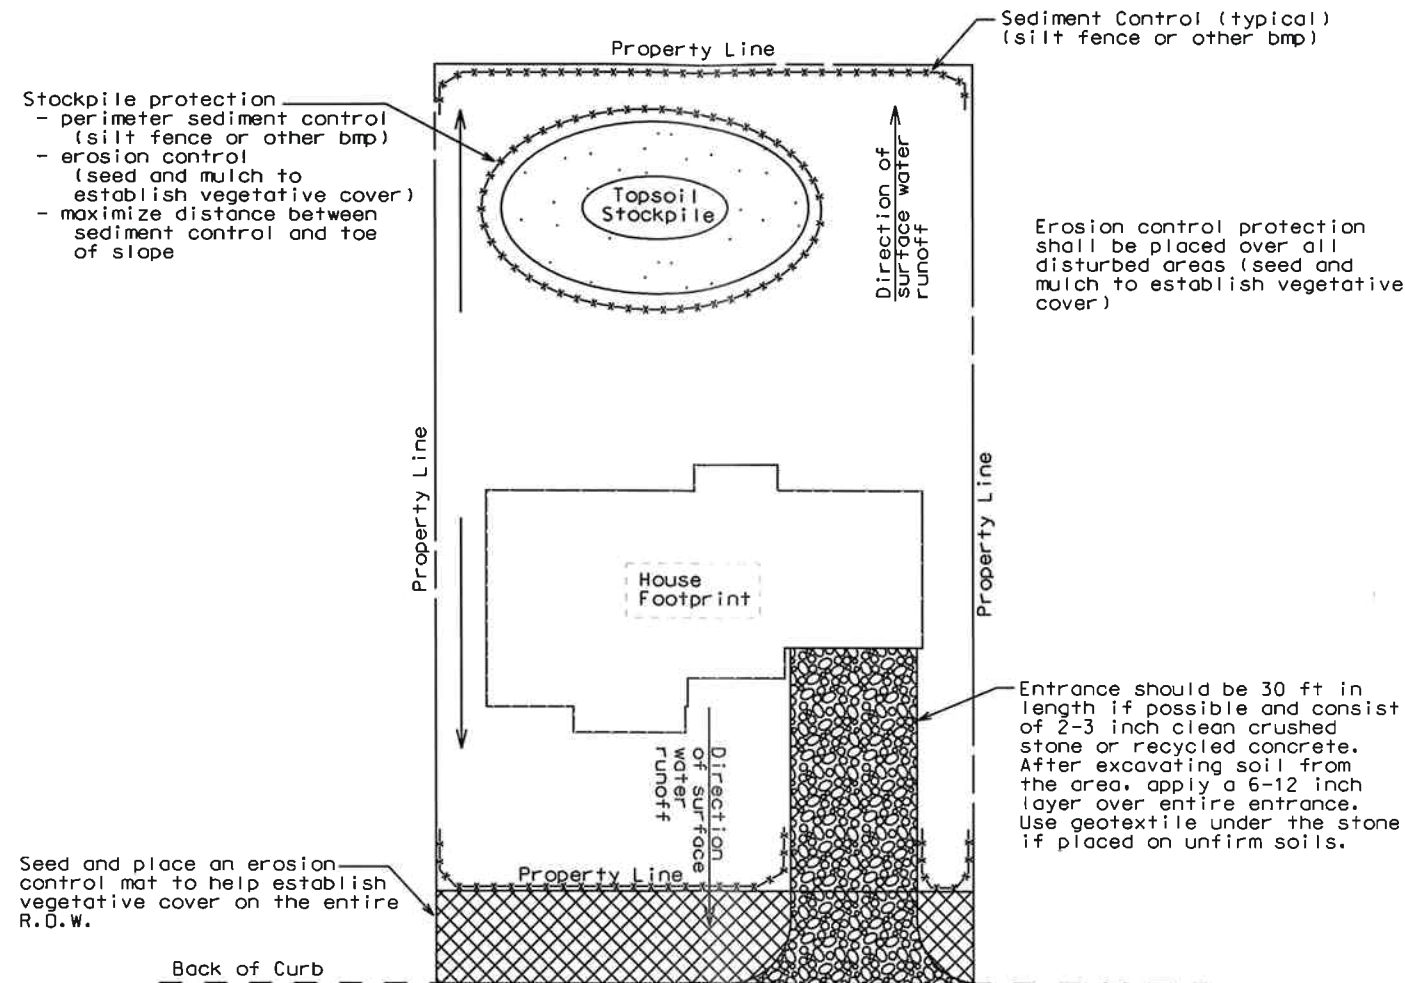 Sediment Control (typical)
(silt fence or other bmp)
Property Line
Stockpile protection
- perimeter sediment control
(silt fence or other bmp)
- erosion control
(seed and mulch to
establish vegetative cover)
- maximize distance between
sediment control and toe
of slope
Topsoil
Stockpile
Direction of
surface water
runoff
Erosion control protection
shall be placed over all
disturbed areas (seed and
mulch to establish vegetative
cover)
Property Line
Property Line
House
Footprint
Direction
of surface
water
runoff
Entrance should be 30 ft in
length if possible and consist
of 2-3 inch clean crushed
stone or recycled concrete.
After excavating soil from
the area, apply a 6-12 inch
layer over entire entrance.
Use geotextile under the stone
if placed on unfirm soils.
Seed and place an erosion
control mat to help establish
vegetative cover on the entire
R.O.W.
Property Line
Back of Curb